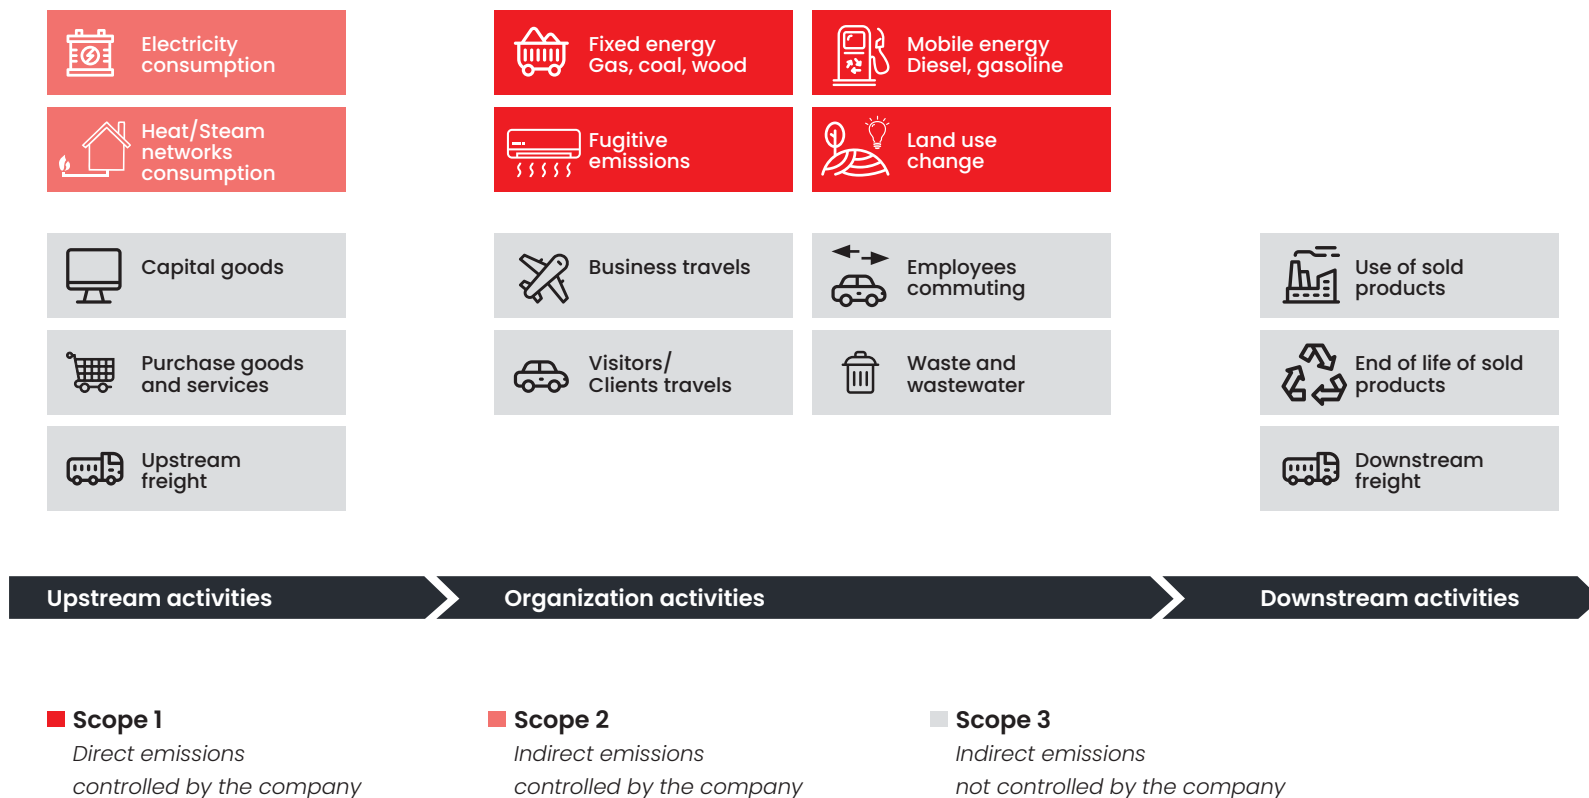 Electricity
consumption
Heat/Steam
networks
consumption
Capital goods
Purchase goods
and services
Upstream
freight
Fixed energy
Gas, coal, wood
Fugitive
emissions
Mobile energy
Diesel, gasoline
Land use
change
Business travels
Visitors/
Clients travels
Employees
commuting
Waste and
wastewater
Use of sold
products
End of life of sold
products
Downstream
freight
Upstream activities
Organization activities
Downstream activities
Scope 1
Direct emissions
controlled by the company
Scope 2
Indirect emissions
controlled by the company
Scope 3
Indirect emissions
not controlled by the company